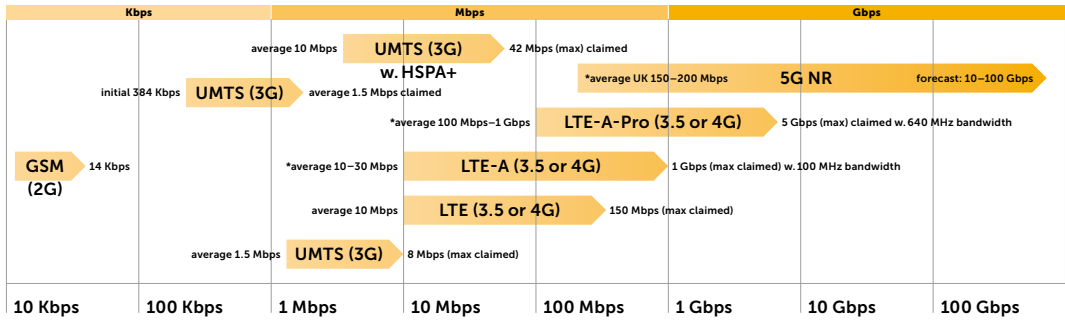 Kbps
Mbps
Gbps
average 10 Mbps
UMTS (3G)
w. HSPA+
42 Mbps (max) claimed
*average UK 150–200 Mbps
5G NR
forecast: 10–100 Gbps
initial 384 Kbps
UMTS (3G)
average 1.5 Mbps claimed
*average 100 Mbps–1 Gbps
LTE-A-Pro (3.5 or 4G)
5 Gbps (max) claimed w. 640 MHz bandwidth
GSM
(2G)
14 Kbps
*average 10–30 Mbps
LTE-A (3.5 or 4G)
1 Gbps (max claimed) w. 100 MHz bandwidth
average 10 Mbps
LTE (3.5 or 4G)
150 Mbps (max claimed)
average 1.5 Mbps
UMTS (3G)
8 Mbps (max claimed)
10 Kbps
100 Kbps
1 Mbps
10 Mbps
100 Mbps
1 Gbps
10 Gbps
100 Gbps